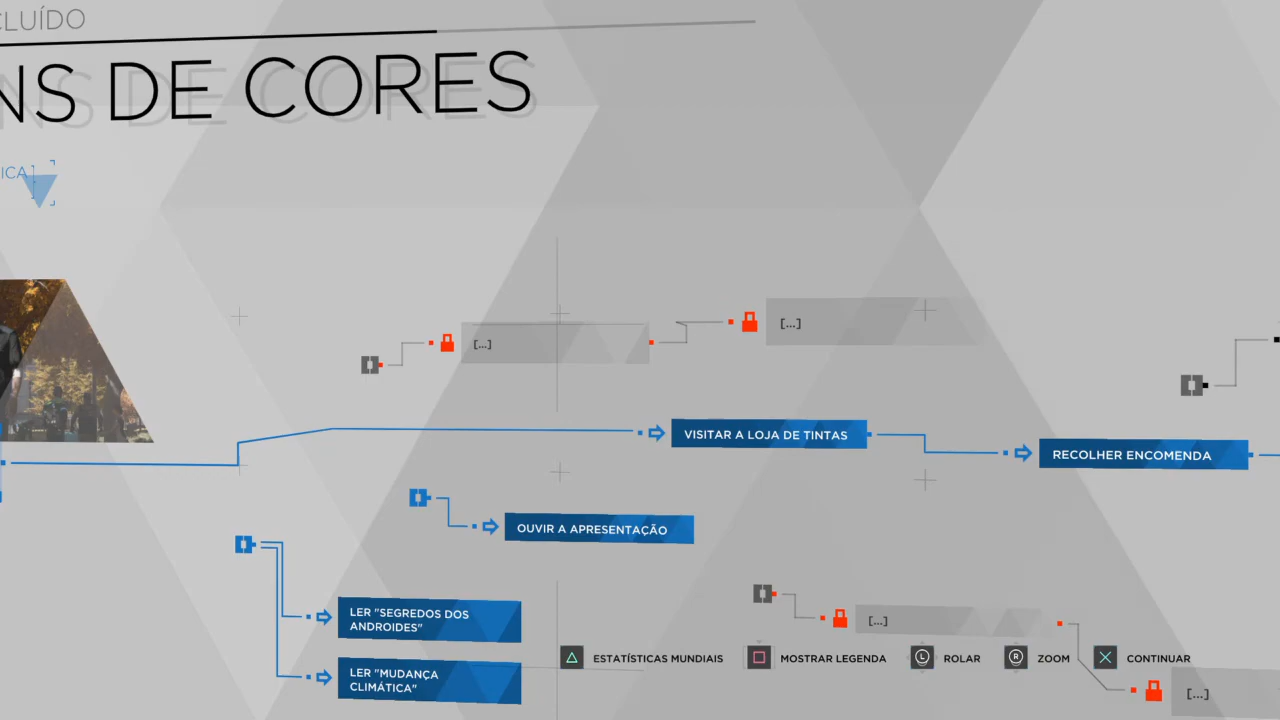 CLUÍDO
NS DE CORES
ICA
[...]
[...]
VISITAR A LOJA DE TINTAS
RECOLHER ENCOMENDA
OUVIR A APRESENTAÇÃO
LER "SEGREDOS DOS
ANDROIDES"
[...]
LER "MUDANÇA
CLIMÁTICA"
[...]
ESTATÍSTICAS MUNDIAIS
MOSTRAR LEGENDA
L
ROLAR
R
ZOOM
CONTINUAR